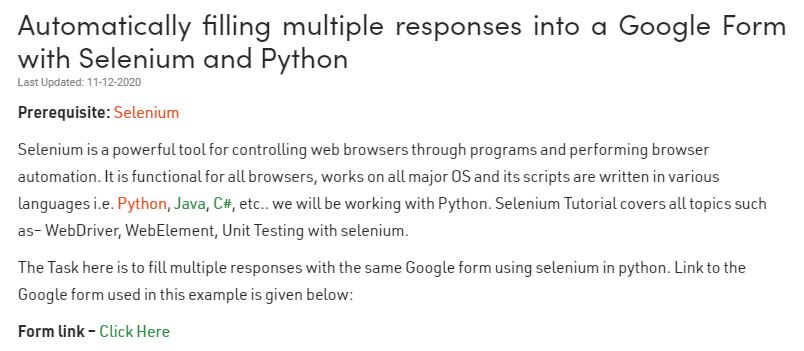 Automatically filling multiple responses into a Google Form
with Selenium and Python
Last Updated: 11-12-2020
Prerequisite: Selenium
Selenium is a powerful tool for controlling web browsers through programs and performing browser
automation. It is functional for all browsers, works on all major OS and its scripts are written in various
languages i.e. Python, Java, C#, etc.. we will be working with Python. Selenium Tutorial covers all topics such
as– WebDriver, WebElement, Unit Testing with selenium.
The Task here is to fill multiple responses with the same Google form using selenium in python. Link to the
Google form used in this example is given below:
Form link – Click Here